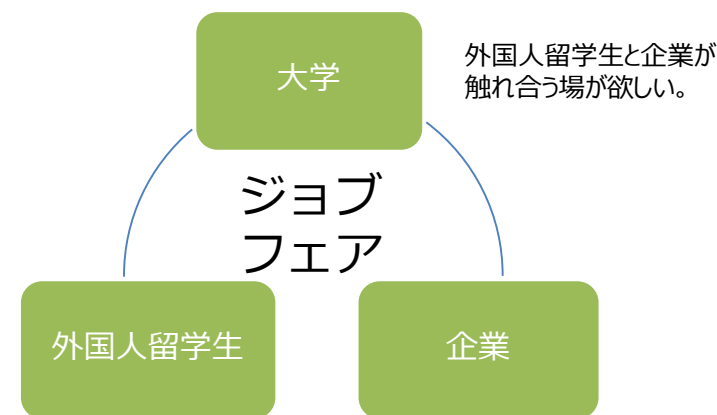 大学
外国人留学生と企業が
触れ合う場が欲しい。
ジョブ
フェア
外国人留学生
企業